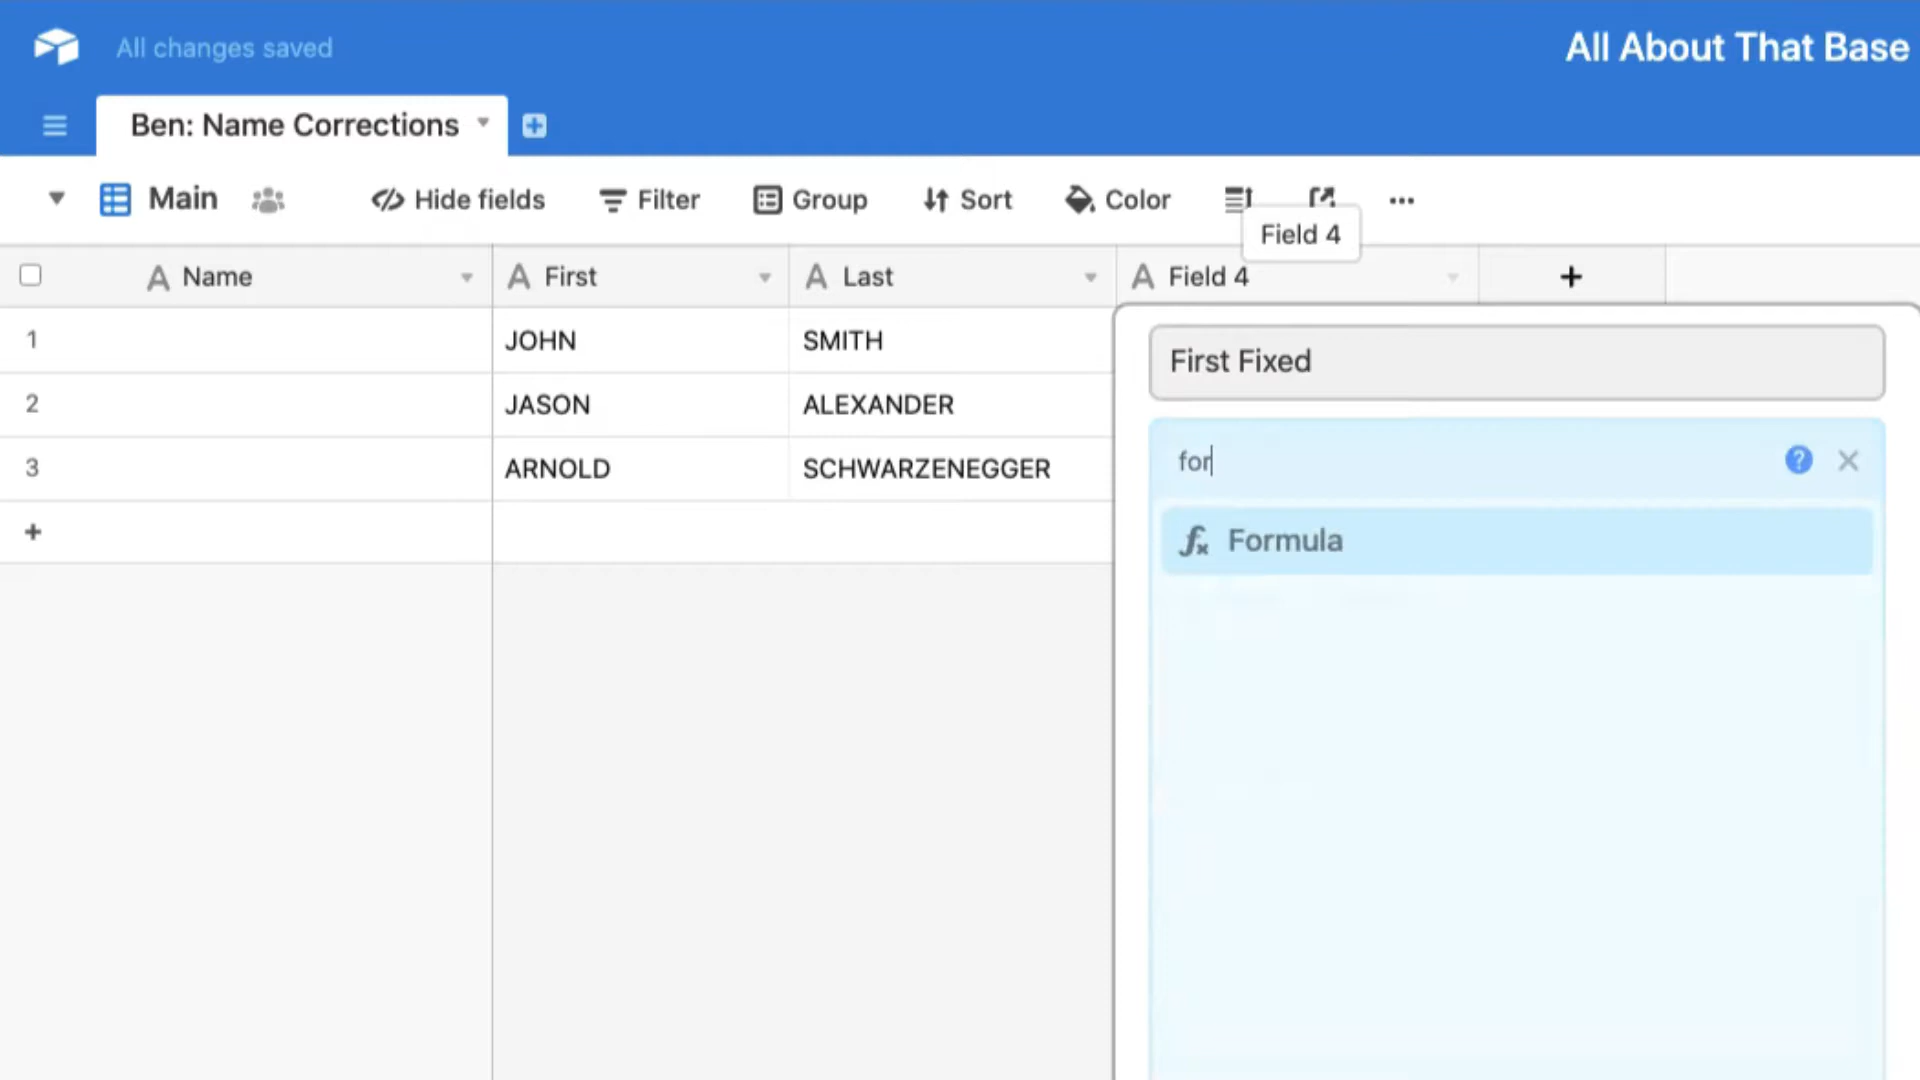 All changes saved
All About That Base
Ben: Name Corrections
Main Hide fields Filter Group Sort Color ...
Field 4
Name First Last Field 4 +
1 JOHN SMITH
First Fixed
2 JASON ALEXANDER
for
3 ARNOLD SCHWARZENEGGER
+
Formula